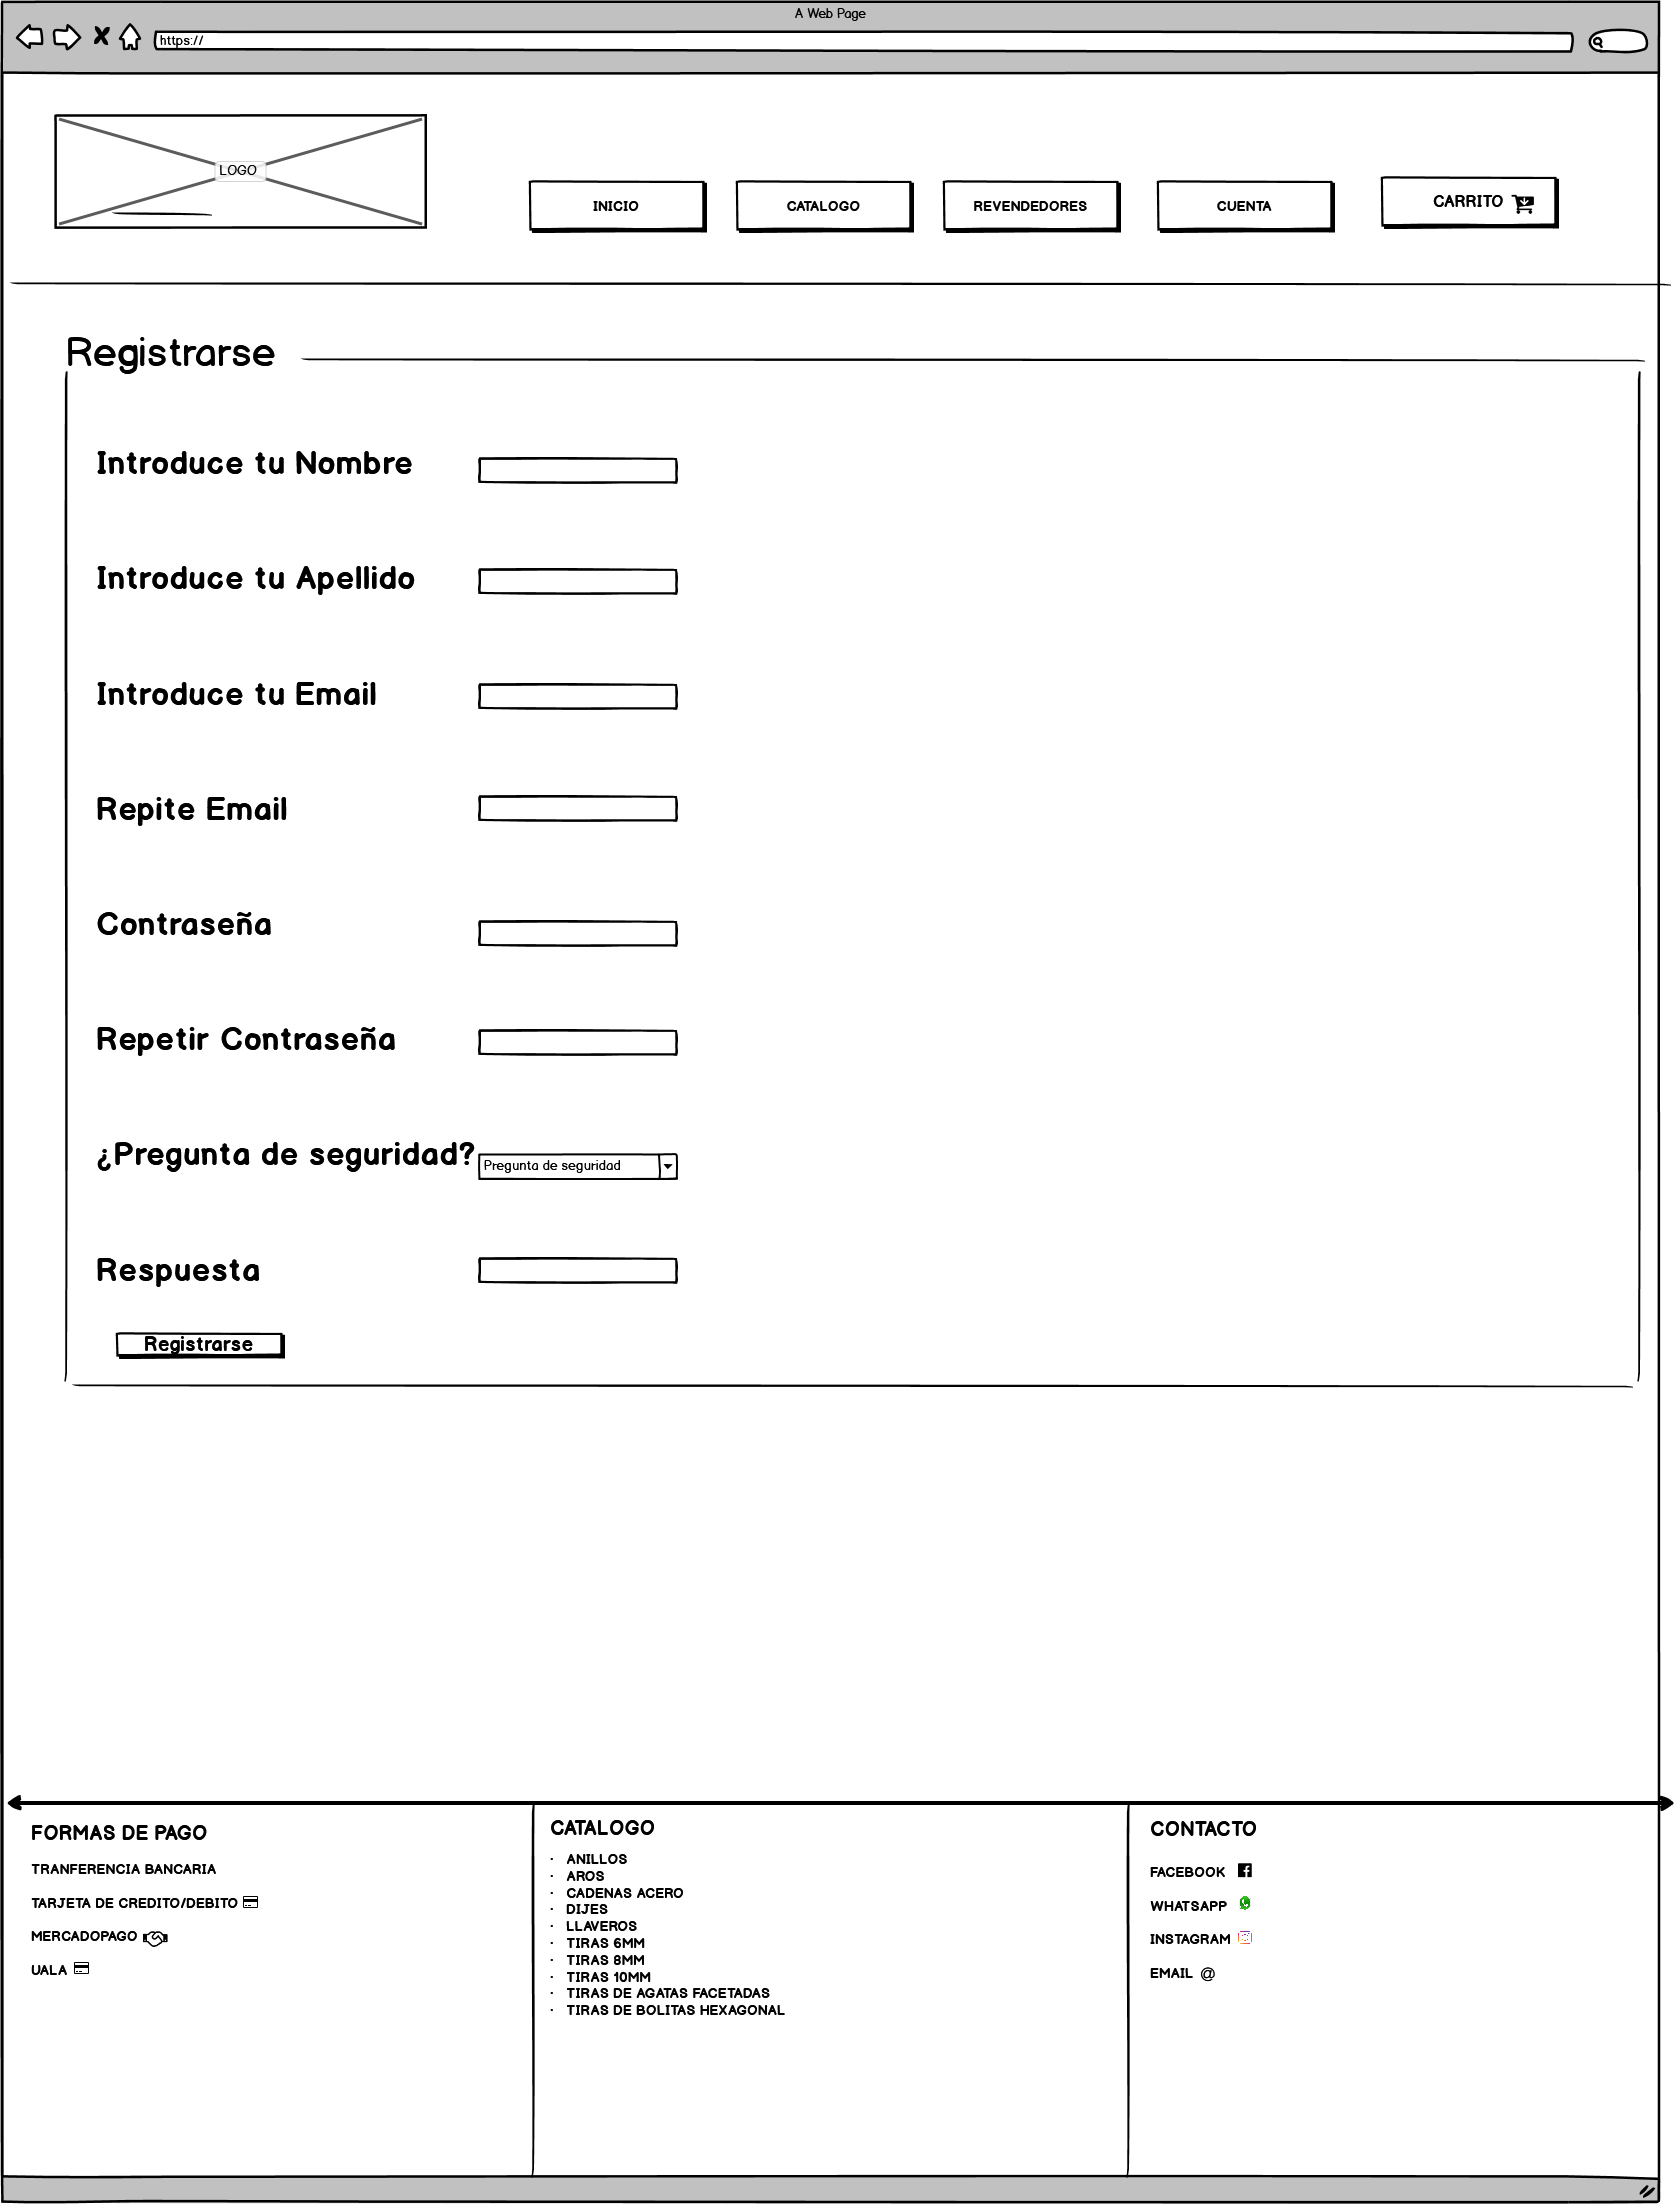 A Web Page
https://
LOGO
INICIO
CATALOGO
REVENDEDORES
CUENTA
CARRITO
Registrarse
Introduce tu Nombre
Introduce tu Apellido
Introduce tu Email
Repite Email
Contraseña
Repetir Contraseña
¿Pregunta de seguridad?
Pregunta de seguridad
Respuesta
Registrarse
FORMAS DE PAGO
TRANFERENCIA BANCARIA
TARJETA DE CREDITO/DEBITO
MERCADOPAGO
UALA
CATALOGO
· ANILLOS
· AROS
· CADENAS ACERO
· DIJES
· LLAVEROS
· TIRAS 6MM
· TIRAS 8MM
· TIRAS 10MM
· TIRAS DE AGATAS FACETADAS
· TIRAS DE BOLITAS HEXAGONAL
CONTACTO
FACEBOOK
WHATSAPP
INSTAGRAM
EMAIL @